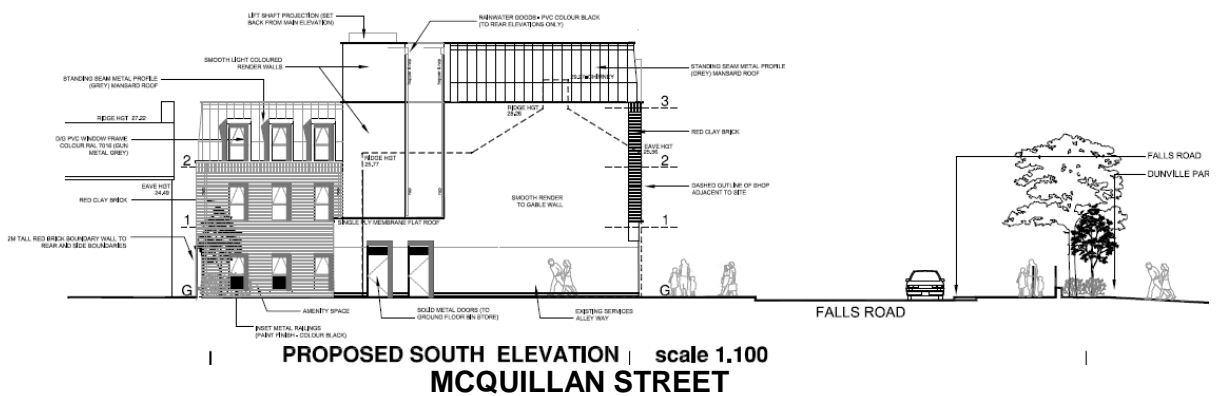 LIFT SHAFT PROJECTION (SET
BACK FROM MAIN ELEVATION)
RAINWATER GOODS - PVC COLOUR BLACK
(TO REAR ELEVATIONS ONLY)
SMOOTH LIGHT COLOURED
RENDER WALLS
STANDING SEAM METAL PROFILE
(GREY) MANSARD ROOF
STANDING SEAM METAL PROFILE
(GREY) MANSARD ROOF
CHIMNEY
RIDGE HGT 27.22
RIDGE HGT
3
D/G PVC WINDOW FRAME
COLOUR RAL 7016 (GUN
METAL GREY)
RED CLAY BRICK
EAVE HGT
2
RIDGE HGT
25.77
2
FALLS ROAD
DUNVILLE PAR
EAVE HGT
24.49
RED CLAY BRICK
DASHED OUTLINE OF SHOP
ADJACENT TO SITE
SMOOTH RENDER
TO GABLE WALL
1
SINGLE PLY MEMBRANE FLAT ROOF
1
2M TALL RED BRICK BOUNDARY WALL TO
REAR AND SIDE BOUNDARIES
G
G
AMENITY SPACE
SOLID METAL DOORS (TO
GROUND FLOOR BIN STORE)
EXISTING SERVICES
ALLEY WAY
FALLS ROAD
INSET METAL RAILINGS
(PAINT FINISH - COLOUR BLACK)
PROPOSED SOUTH ELEVATION scale 1.100
MCQUILLAN STREET